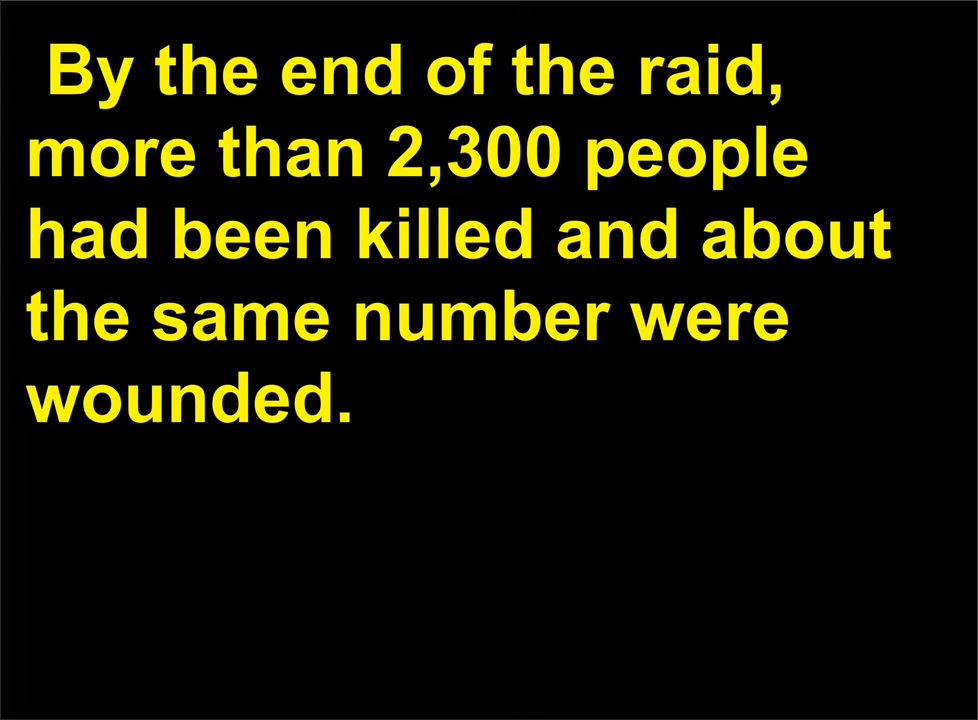 By the end of the raid,
more than 2,300 people
had been killed and about
the same number were
wounded.